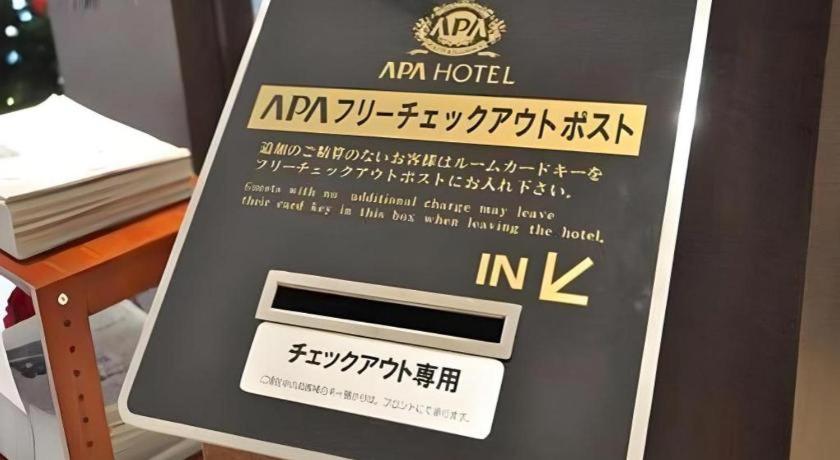 APA
APA HOTEL
APAフリーチェックアウトポスト
追加のご精算のないお客様はルームカードキーを
フリーチェックアウトポストにお入れ下さい。
Guests with no additional charge may leave
their card key in this box when leaving the hotel.
IN
チェックアウト専用